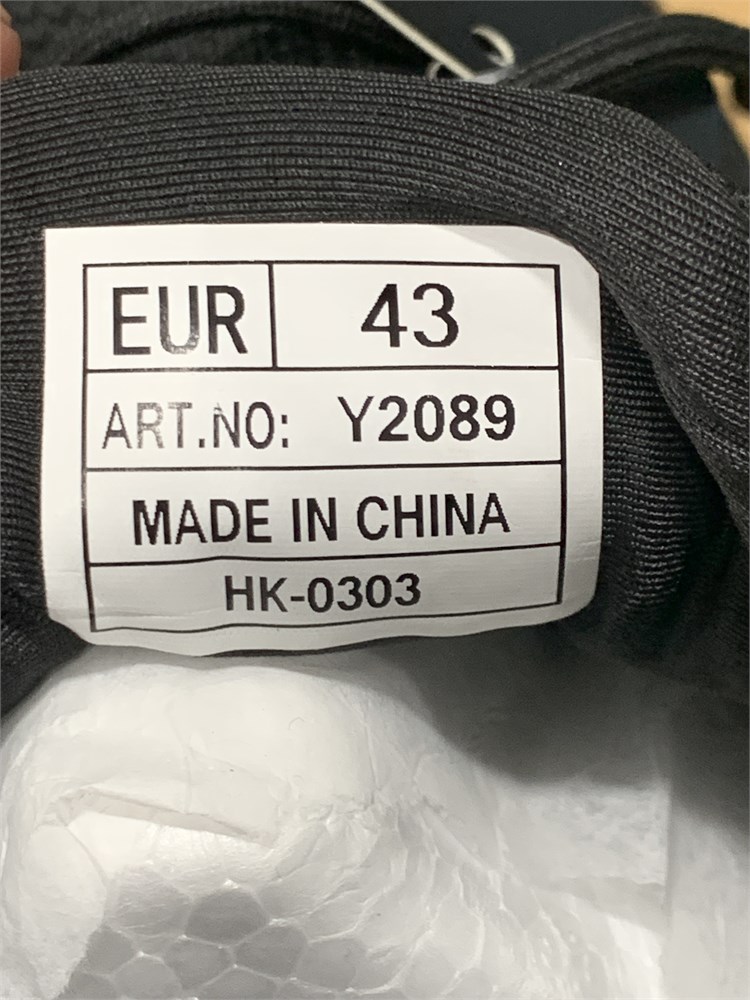 EUR 43
ART.NO: Y2089
MADE IN CHINA
HK-0303